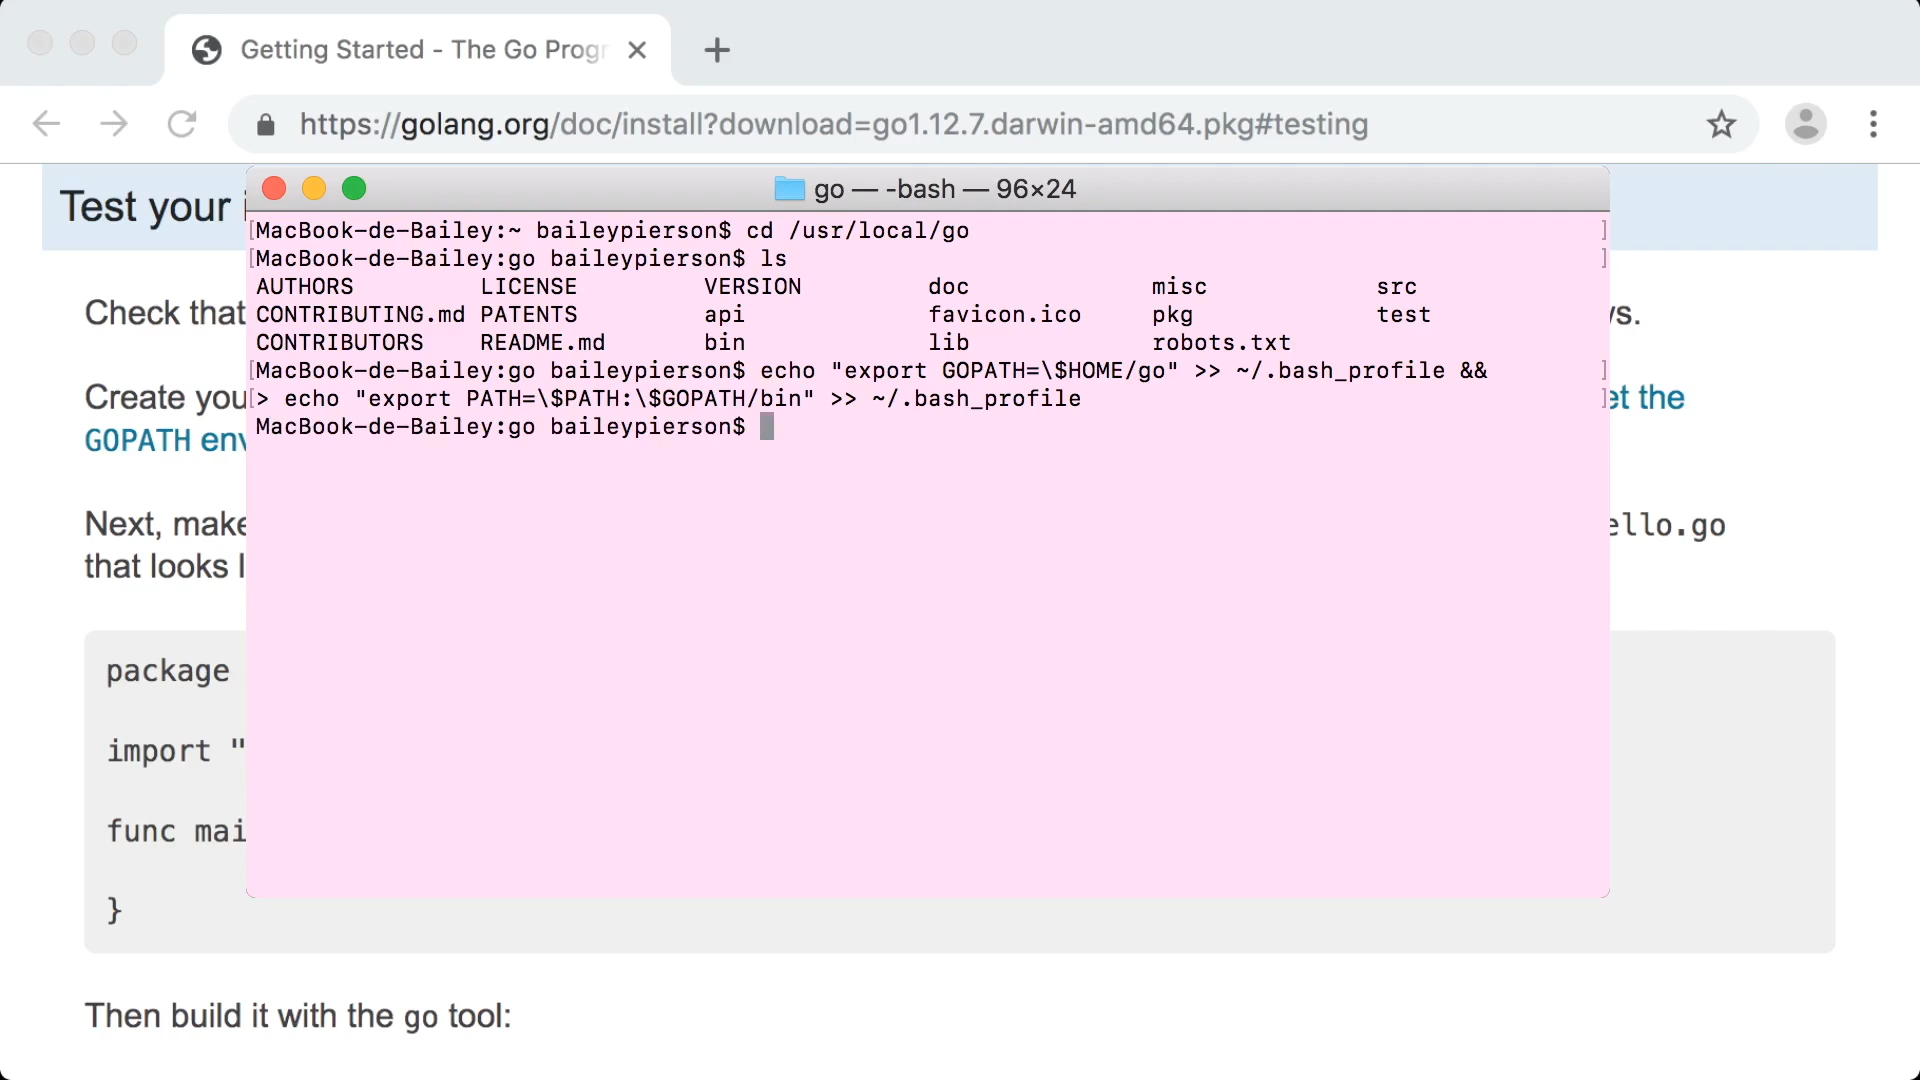 Getting Started - The Go Progr
https://golang.org/doc/install?download=go1.12.7.darwin-amd64.pkg#testing
Test your
go — -bash — 96×24
[MacBook-de-Bailey:~ baileypierson$ cd /usr/local/go ]
[MacBook-de-Bailey:go baileypierson$ ls ]
AUTHORS LICENSE VERSION doc misc src
CONTRIBUTING.md PATENTS api favicon.ico pkg test
CONTRIBUTORS README.md bin lib robots.txt
[MacBook-de-Bailey:go baileypierson$ echo "export GOPATH=\$HOME/go" >> ~/.bash_profile && ]
[> echo "export PATH=\$PATH:\$GOPATH/bin" >> ~/.bash_profile ]
MacBook-de-Bailey:go baileypierson$
Check that
Create you et the
GOPATH env
Next, make ello.go
that looks l
package
import "
func mai
}
Then build it with the go tool: